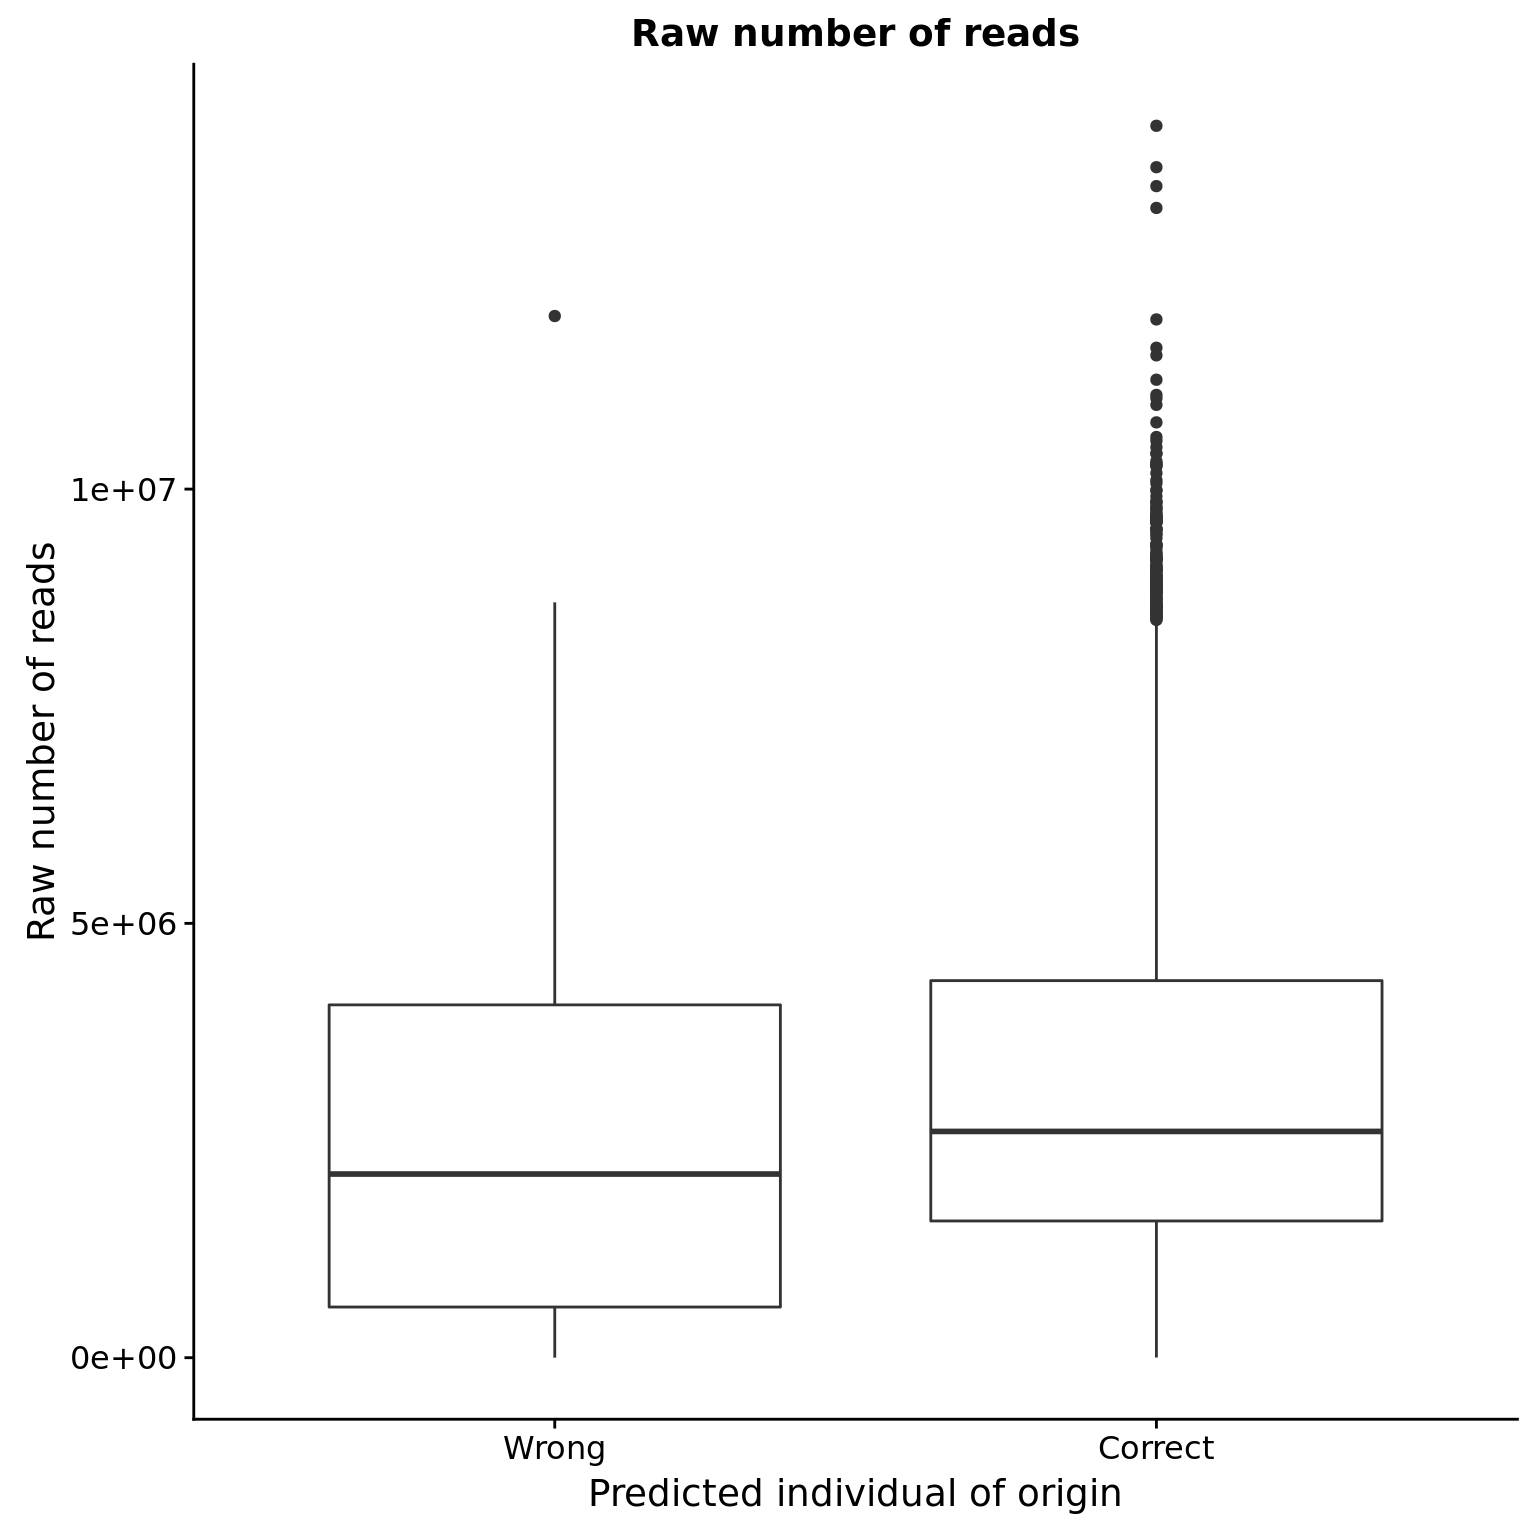 Raw number of reads
Raw number of reads
1e+07
5e+06
0e+00
Wrong
Correct
Predicted individual of origin